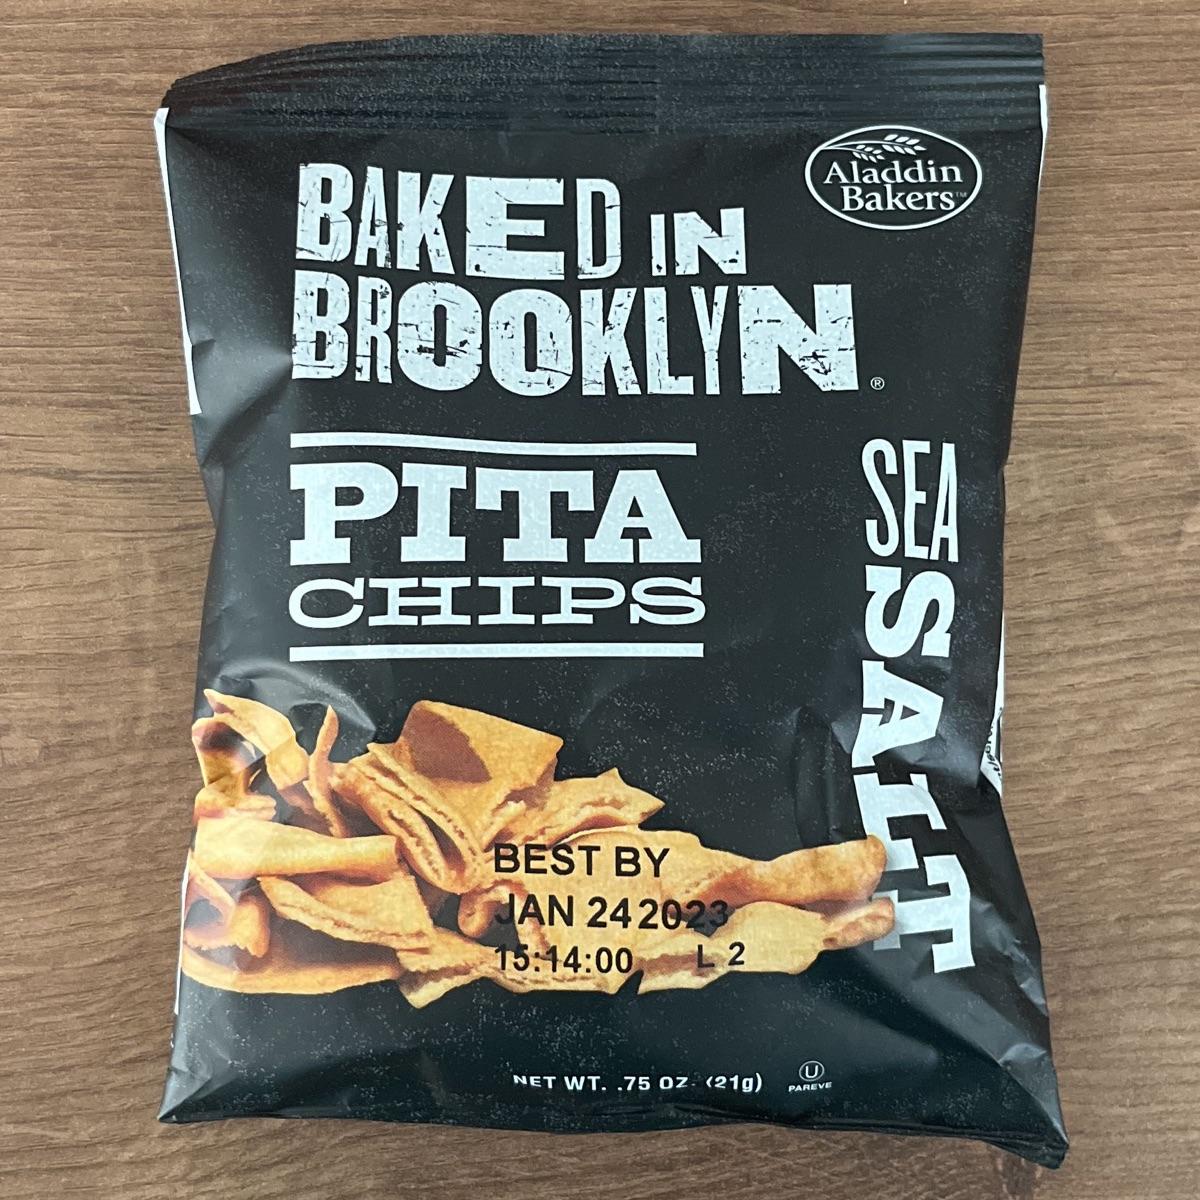 Aladdin
Bakers™
BAKED IN
BROOKLYN®
PITA
CHIPS
SEA
SALT
BEST BY
JAN 24 2023
15:14:00 L 2
NET WT. .75 OZ. (21g)
U
PAREVE